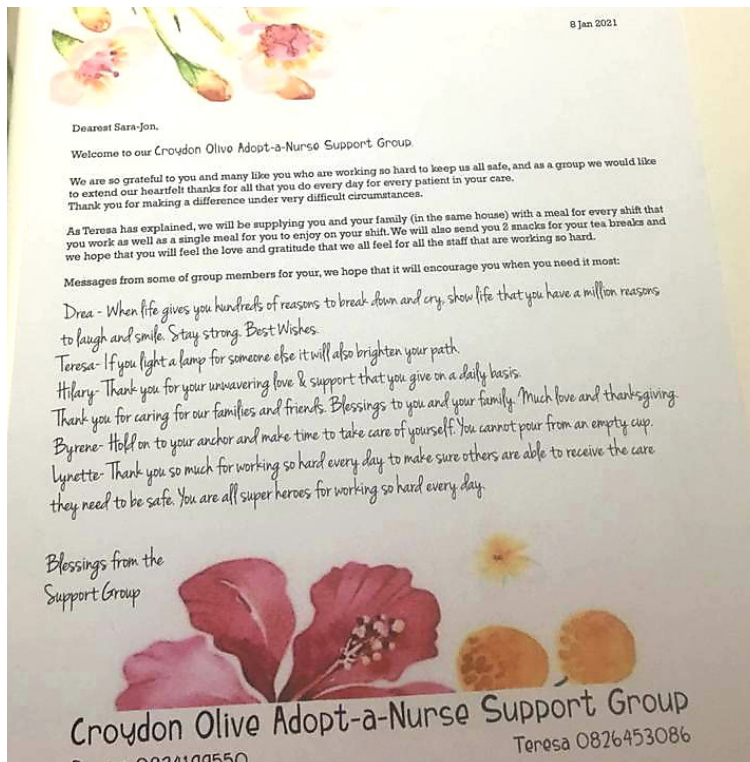 8 Jan 2021
Dearest Sara-Jon,
Welcome to our Croydon Olive Adopt-a-Nurse Support Group.
We are so grateful to you and many like you who are working so hard to keep us all safe, and as a group we would like
to extend our heartfelt thanks for all that you do every day for every patient in your care.
Thank you for making a difference under very difficult circumstances.
As Teresa has explained, we will be supplying you and your family (in the same house) with a meal for every shift that
you work as well as a single meal for you to enjoy on your shift. We will also send you 2 snacks for your tea breaks and
we hope that you will feel the love and gratitude that we all feel for all the staff that are working so hard.
Messages from some of group members for your, we hope that it will encourage you when you need it most:
Drea - When life gives you hundreds of reasons to break down and cry, show life that you have a million reasons
to laugh and smile. Stay strong. Best Wishes.
Teresa- If you light a lamp for someone else it will also brighten your path.
Hilary- Thank you for your unwavering love & support that you give on a daily basis.
Thank you for caring for our families and friends. Blessings to you and your family. Much love and thanksgiving.
Byrene- Hold on to your anchor and make time to take care of yourself. You cannot pour from an empty cup.
Lynette- Thank you so much for working so hard every day to make sure others are able to receive the care
they need to be safe. You are all super heroes for working so hard every day.
Blessings from the
Support Group
Croydon Olive Adopt-a-Nurse Support Group
Teresa 0826453086